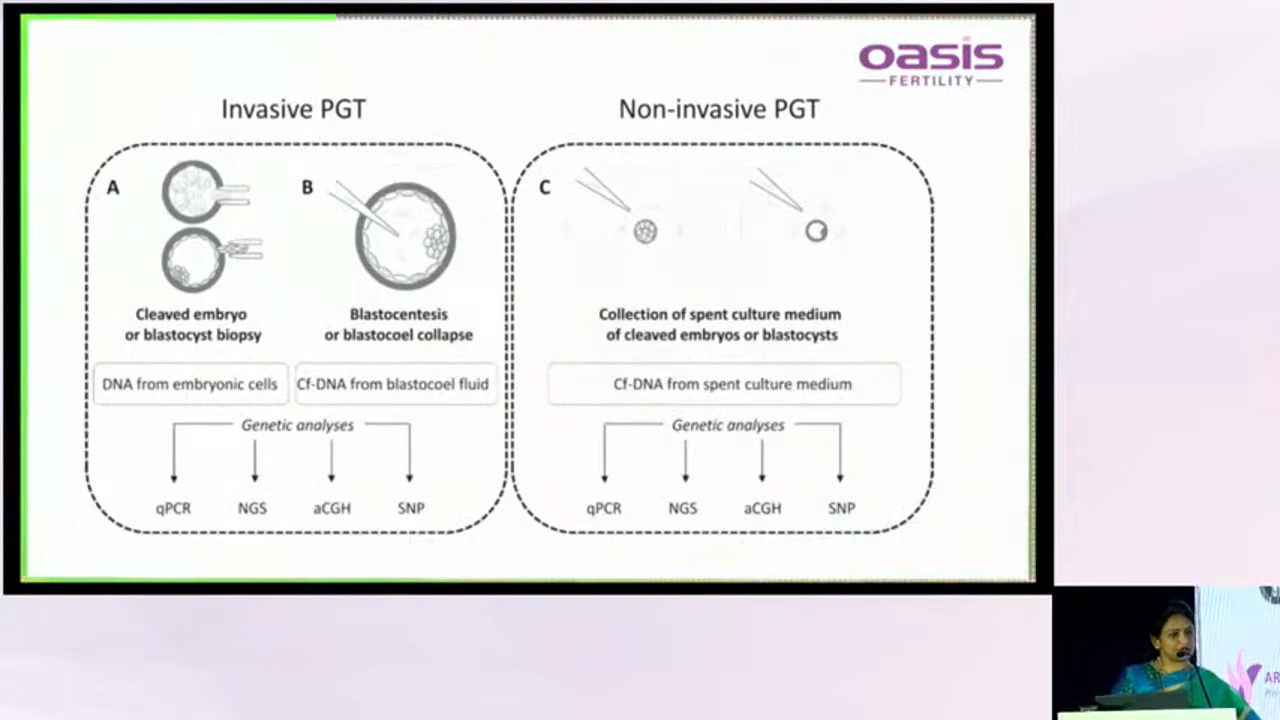 oasis
FERTILITY
Invasive PGT
Non-invasive PGT
A
B
C
Cleaved embryo
or blastocyst biopsy
Blastocentesis
or blastocoel collapse
Collection of spent culture medium
of cleaved embryos or blastocysts
DNA from embryonic cells
Cf-DNA from blastocoel fluid
Cf-DNA from spent culture medium
Genetic analyses
Genetic analyses
qPCR
NGS
aCGH
SNP
qPCR
NGS
aCGH
SNP
AR